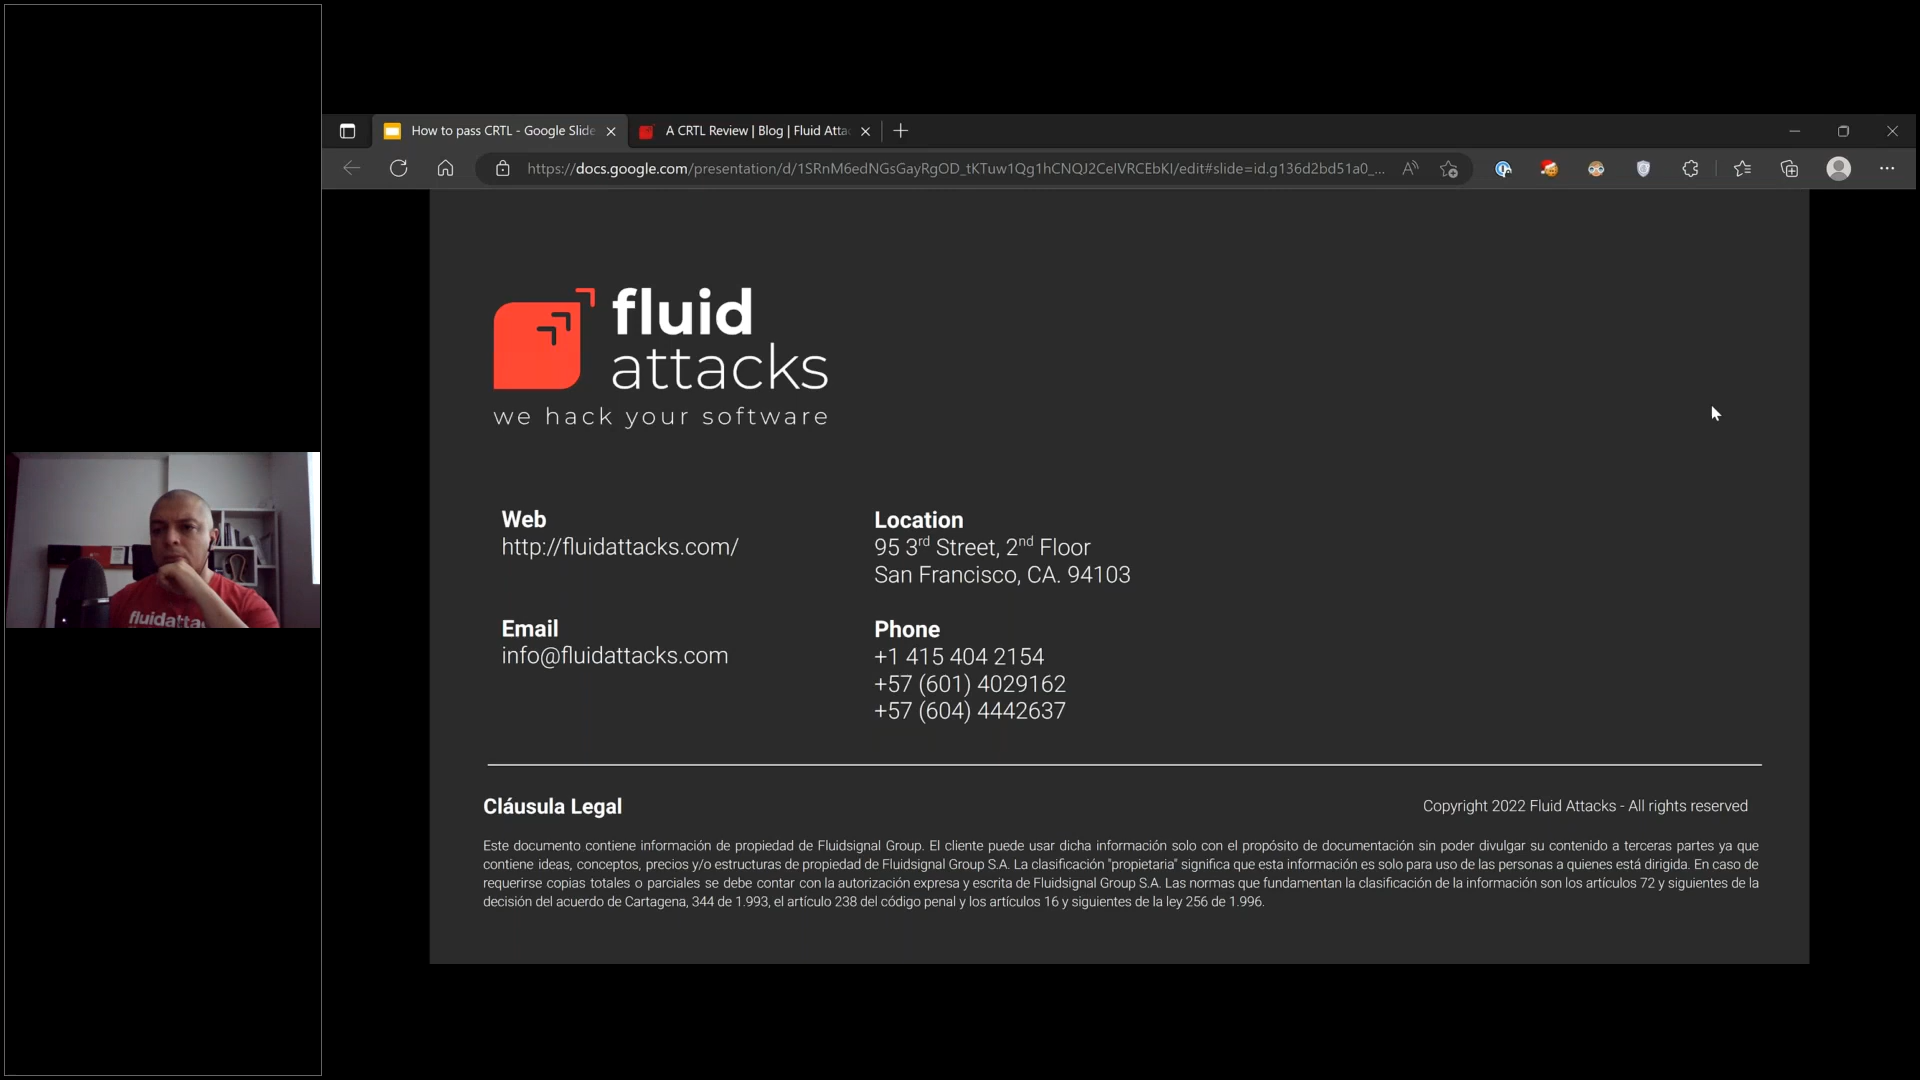 How to pass CRTL - Google Slide
A CRTL Review | Blog | Fluid Atta
https://docs.google.com/presentation/d/1SRnM6edNGsGayRgOD_tKTuw1Qg1hCNQJ2CeIVRCEbKI/edit#slide=id.g136d2bd51a0_...
fluid
attacks
we hack your software
Web
http://fluidattacks.com/
Location
95 3rd Street, 2nd Floor
San Francisco, CA. 94103
Email
info@fluidattacks.com
Phone
+1 415 404 2154
+57 (601) 4029162
+57 (604) 4442637
Cláusula Legal
Copyright 2022 Fluid Attacks - All rights reserved
Este documento contiene información de propiedad de Fluidsignal Group. El cliente puede usar dicha información solo con el propósito de documentación sin poder divulgar su contenido a terceras partes ya que
contiene ideas, conceptos, precios y/o estructuras de propiedad de Fluidsignal Group S.A. La clasificación "propietaria" significa que esta información es solo para uso de las personas a quienes está dirigida. En caso de
requerirse copias totales o parciales se debe contar con la autorización expresa y escrita de Fluidsignal Group S.A. Las normas que fundamentan la clasificación de la información son los artículos 72 y siguientes de la
decisión del acuerdo de Cartagena, 344 de 1.993, el artículo 238 del código penal y los artículos 16 y siguientes de la ley 256 de 1.996.
fluidatta